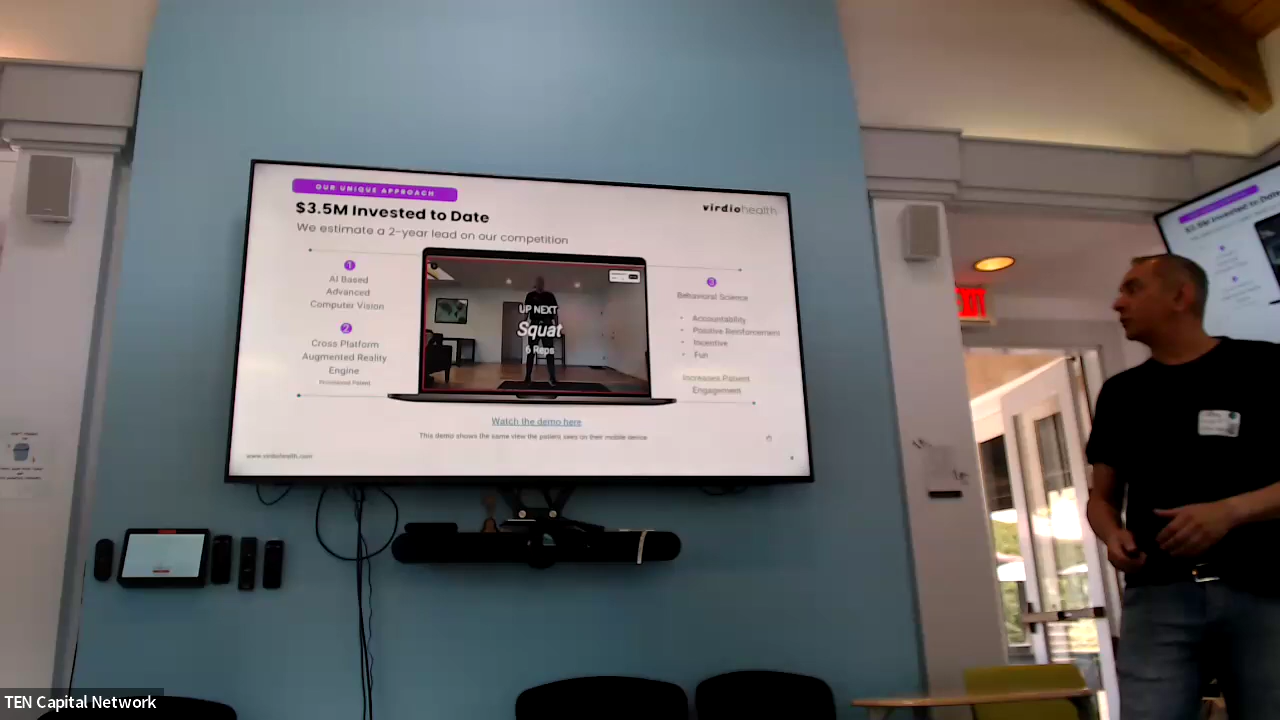 OUR UNIQUE APPROACH
$3.5M Invested to Date
We estimate a 2-year lead on our competition
virdiohealth
1
AI Based
Advanced
Computer Vision
2
Cross Platform
Augmented Reality
Engine
UP NEXT
Squat
6 Reps
3
Behavioral Science
• Accountability
• Positive Reinforcement
• Incentive
• Fun
Increases Patient
Engagement
Watch the demo here
This demo shows the same view the patient sees on their mobile device
www.virdiohealth.com
EXIT
TEN Capital Network